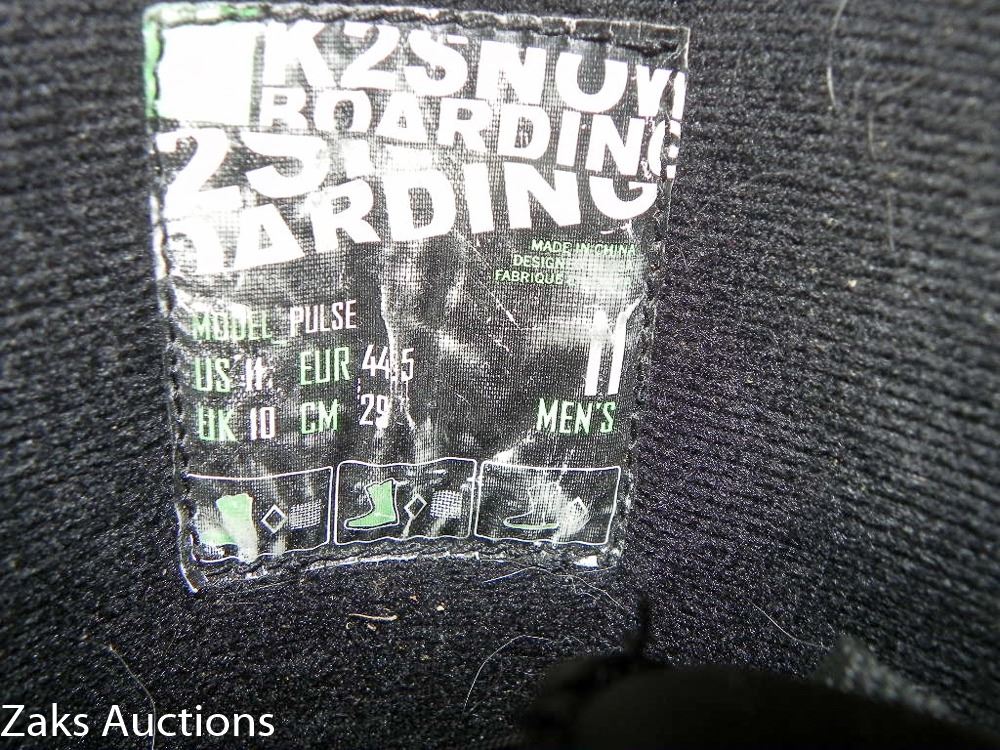 K2SNOW
BOARDING
ARDING
MADE IN CHINA
DESIGN
FABRIQUE
MODEL PULSE
US 11 EUR 44.5
UK 10 CM 29
11
MEN'S
Zaks Auctions